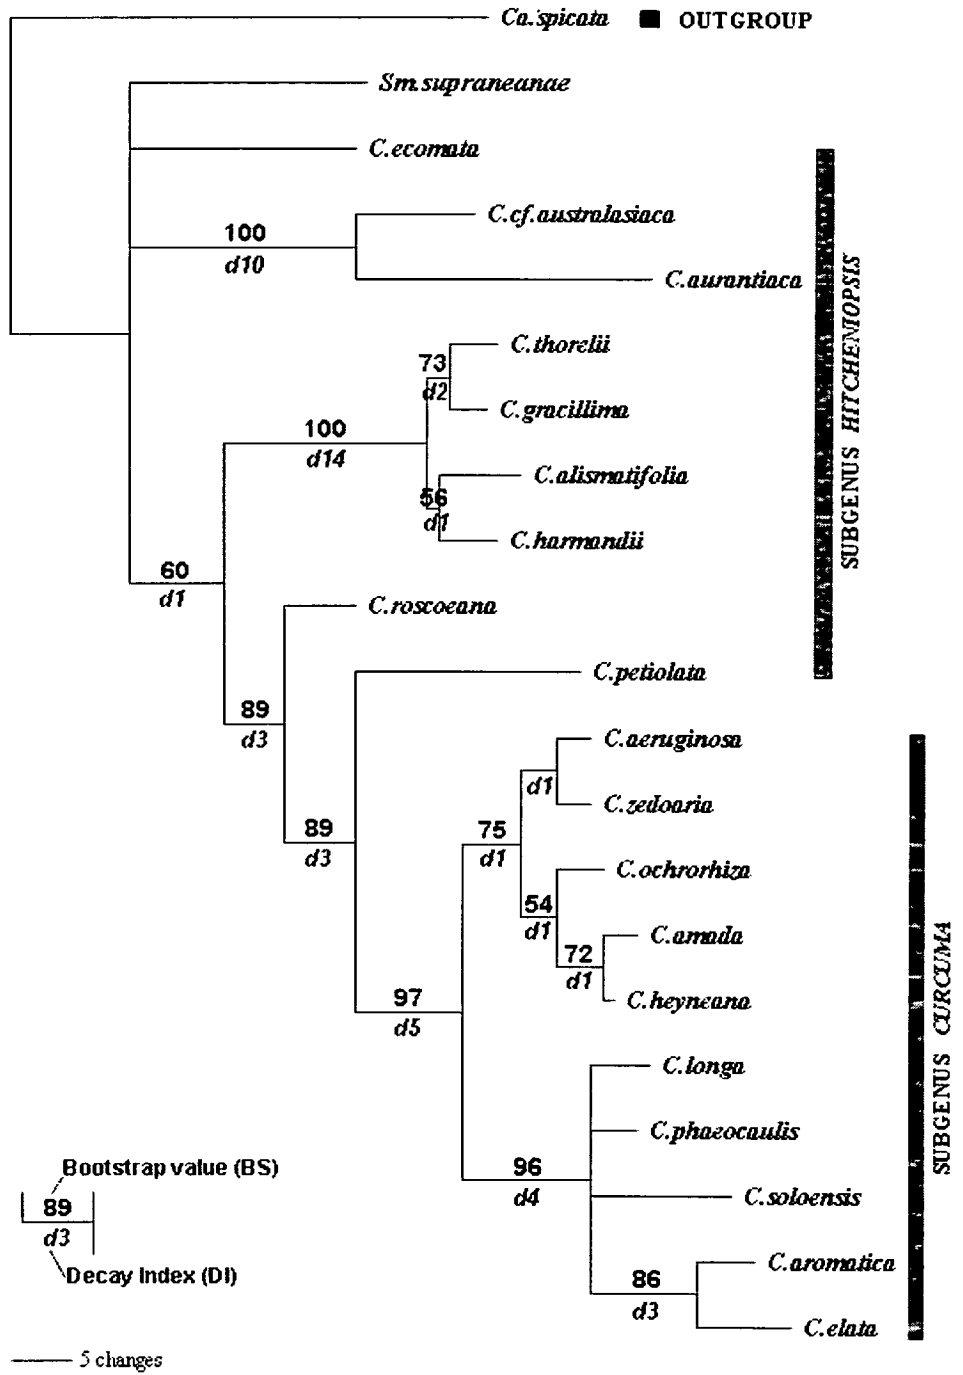 Ca.spicata ■ OUTGROUP
Sm.supraneanae
C.ecomata
C.cf.australasiaca
100
d10
C.aurantiaca
SUBGENUS HITCHENIOPSIS
C.thorelii
73
d2
C.gracillima
100
d14
C.alismatifolia
56
d1
C.harmandii
60
d1
C.roscoeana
C.petiolata
89
d3
C.aeruginosa
d1
C.zedoaria
89
d3
75
d1
C.ochrorhiza
54
d1
C.amada
72
d1
C.heyneana
97
d5
SUBGENUS CURCUMA
C.longa
C.phaeocaulis
96
d4
C.soloensis
C.aromatica
86
d3
C.elata
Bootstrap value (BS)
89
d3
Decay Index (DI)
5 changes